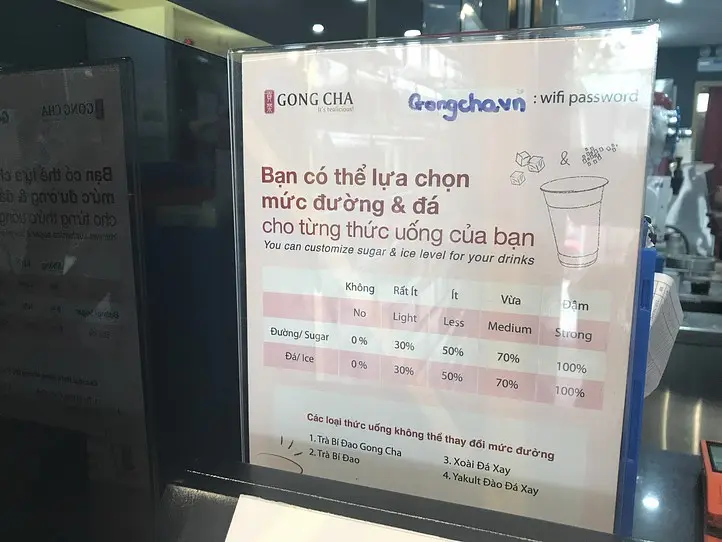 GONG CHA
It's tealicious!
Gongcha.vn : wifi password
&
Bạn có thể lựa chọn
mức đường & đá
cho từng thức uống của bạn
You can customize sugar & ice level for your drinks
Không Rất Ít Ít Vừa Đậm
No Light Less Medium Strong
Đường/ Sugar 0 % 30% 50% 70% 100%
Đá/ Ice 0 % 30% 50% 70% 100%
Các loại thức uống không thể thay đổi mức đường
1. Trà Bí Đao Gong Cha
2. Trà Bí Đao
3. Xoài Đá Xay
4. Yakult Đào Đá Xay